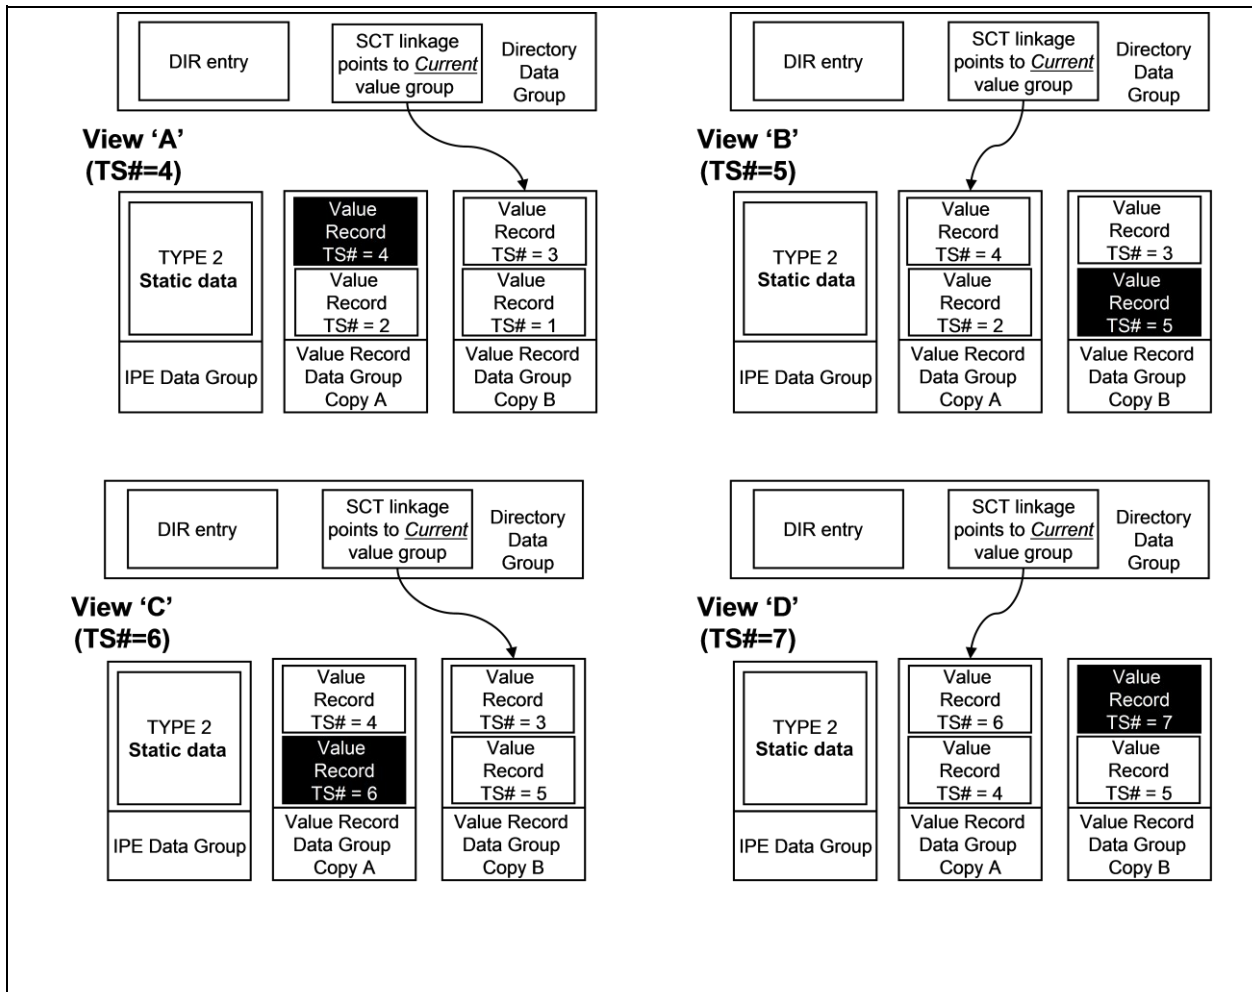 DIR entry
SCT linkage
points to Current
value group
Directory
Data
Group
View ‘A’
(TS#=4)
TYPE 2
Static data
IPE Data Group
Value
Record
TS# = 4
Value
Record
TS# = 2
Value Record
Data Group
Copy A
Value
Record
TS# = 3
Value
Record
TS# = 1
Value Record
Data Group
Copy B
DIR entry
SCT linkage
points to Current
value group
Directory
Data
Group
View ‘B’
(TS#=5)
TYPE 2
Static data
IPE Data Group
Value
Record
TS# = 4
Value
Record
TS# = 2
Value Record
Data Group
Copy A
Value
Record
TS# = 3
Value
Record
TS# = 5
Value Record
Data Group
Copy B
DIR entry
SCT linkage
points to Current
value group
Directory
Data
Group
View ‘C’
(TS#=6)
TYPE 2
Static data
IPE Data Group
Value
Record
TS# = 4
Value
Record
TS# = 6
Value Record
Data Group
Copy A
Value
Record
TS# = 3
Value
Record
TS# = 5
Value Record
Data Group
Copy B
DIR entry
SCT linkage
points to Current
value group
Directory
Data
Group
View ‘D’
(TS#=7)
TYPE 2
Static data
IPE Data Group
Value
Record
TS# = 6
Value
Record
TS# = 4
Value Record
Data Group
Copy A
Value
Record
TS# = 7
Value
Record
TS# = 5
Value Record
Data Group
Copy B